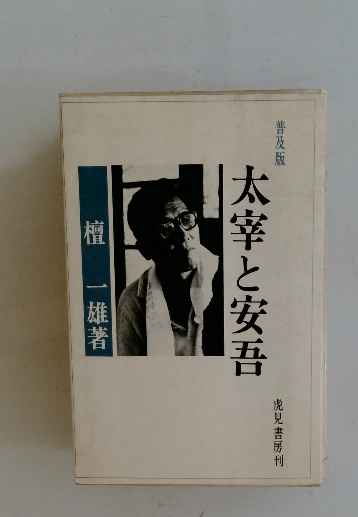 普及版
太宰と安吾
檀一雄著
虎見書房刊